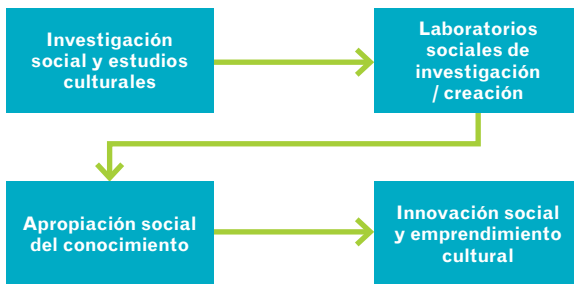 Investigación
social y estudios
culturales
Laboratorios
sociales de
investigación
/ creación
Apropiación social
del conocimiento
Innovación social
y emprendimiento
cultural